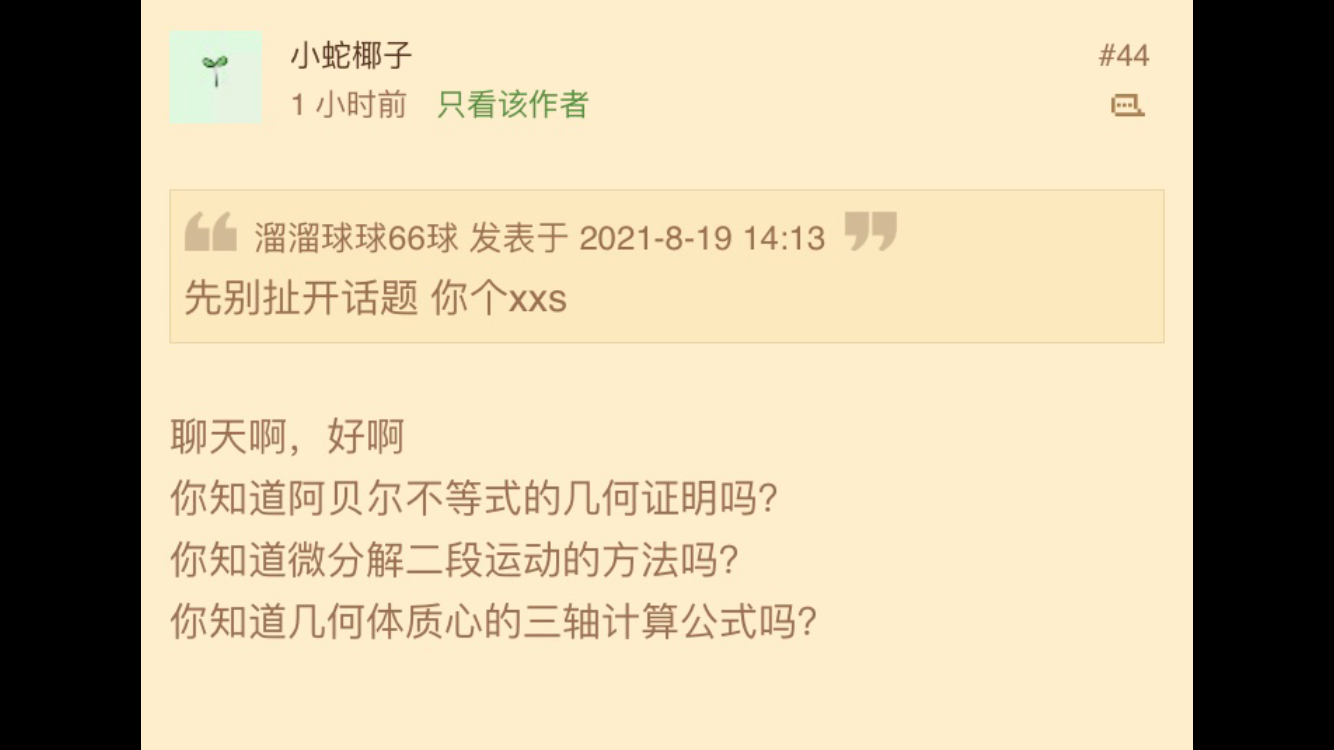 小蛇椰子
#44
1 小时前 只看该作者
溜溜球球66球 发表于 2021-8-19 14:13
先别扯开话题 你个xxs
聊天啊，好啊
你知道阿贝尔不等式的几何证明吗？
你知道微分解二段运动的方法吗？
你知道几何体质心的三轴计算公式吗？